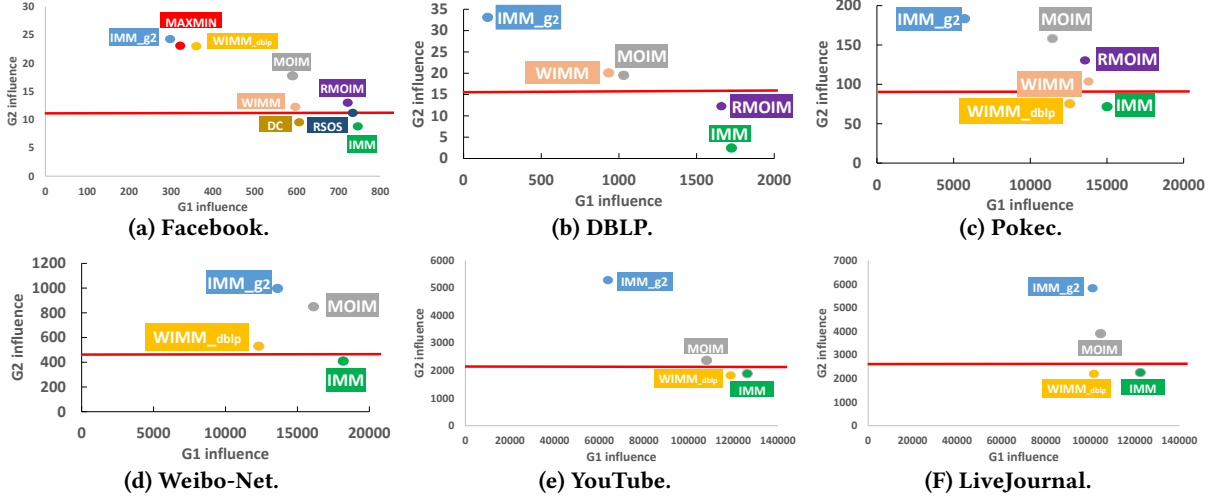 G2 influence
30
25
20
15
10
5
0
MAXMIN
IMM_g2
WIMM_dblp
MOIM
RMOIM
WIMM
DC
RSOS
IMM
0 100 200 300 400 500 600 700 800
G1 influence
(a) Facebook.
G2 influence
35
30
25
20
15
10
5
0
IMM_g2
MOIM
WIMM
RMOIM
IMM
0 500 1000 1500 2000
G1 influence
(b) DBLP.
G2 influence
200
150
100
50
0
IMM_g2
MOIM
RMOIM
WIMM
WIMM_dblp
IMM
0 5000 10000 15000 20000
G1 influence
(c) Pokec.
G2 influence
1200
1000
800
600
400
200
0
IMM_g2
MOIM
WIMM_dblp
IMM
0 5000 10000 15000 20000
G1 influence
(d) Weibo-Net.
G2 influence
6000
5000
4000
3000
2000
1000
0
IMM_g2
MOIM
WIMM_dblp
IMM
0 20000 40000 60000 80000 100000 120000 140000
G1 influence
(e) YouTube.
G2 influence
7000
6000
5000
4000
3000
2000
1000
0
IMM_g2
MOIM
WIMM_dblp
IMM
0 20000 40000 60000 80000 100000 120000 140000
G1 influence
(F) LiveJournal.